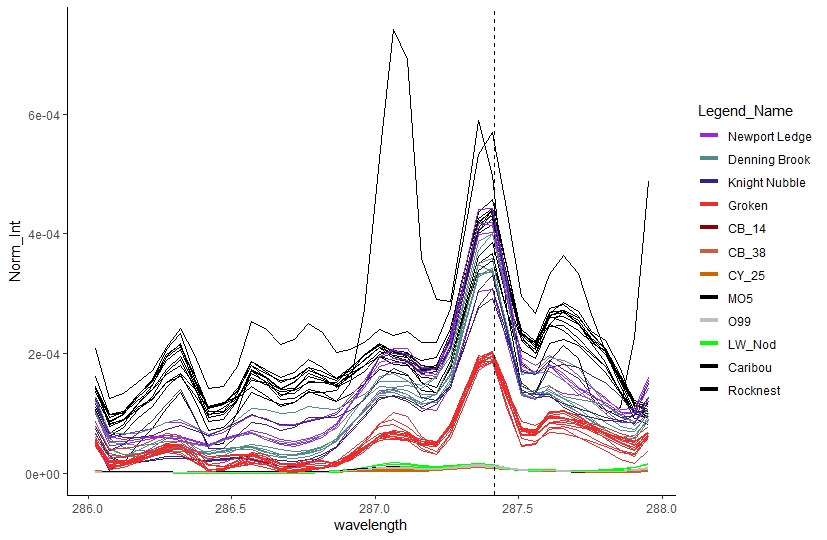 6e-04
4e-04
2e-04
0e+00
Norm_Int
286.0 286.5 287.0 287.5 288.0
wavelength
Legend_Name
Newport Ledge
Denning Brook
Knight Nubble
Groken
CB_14
CB_38
CY_25
MO5
O99
LW_Nod
Caribou
Rocknest